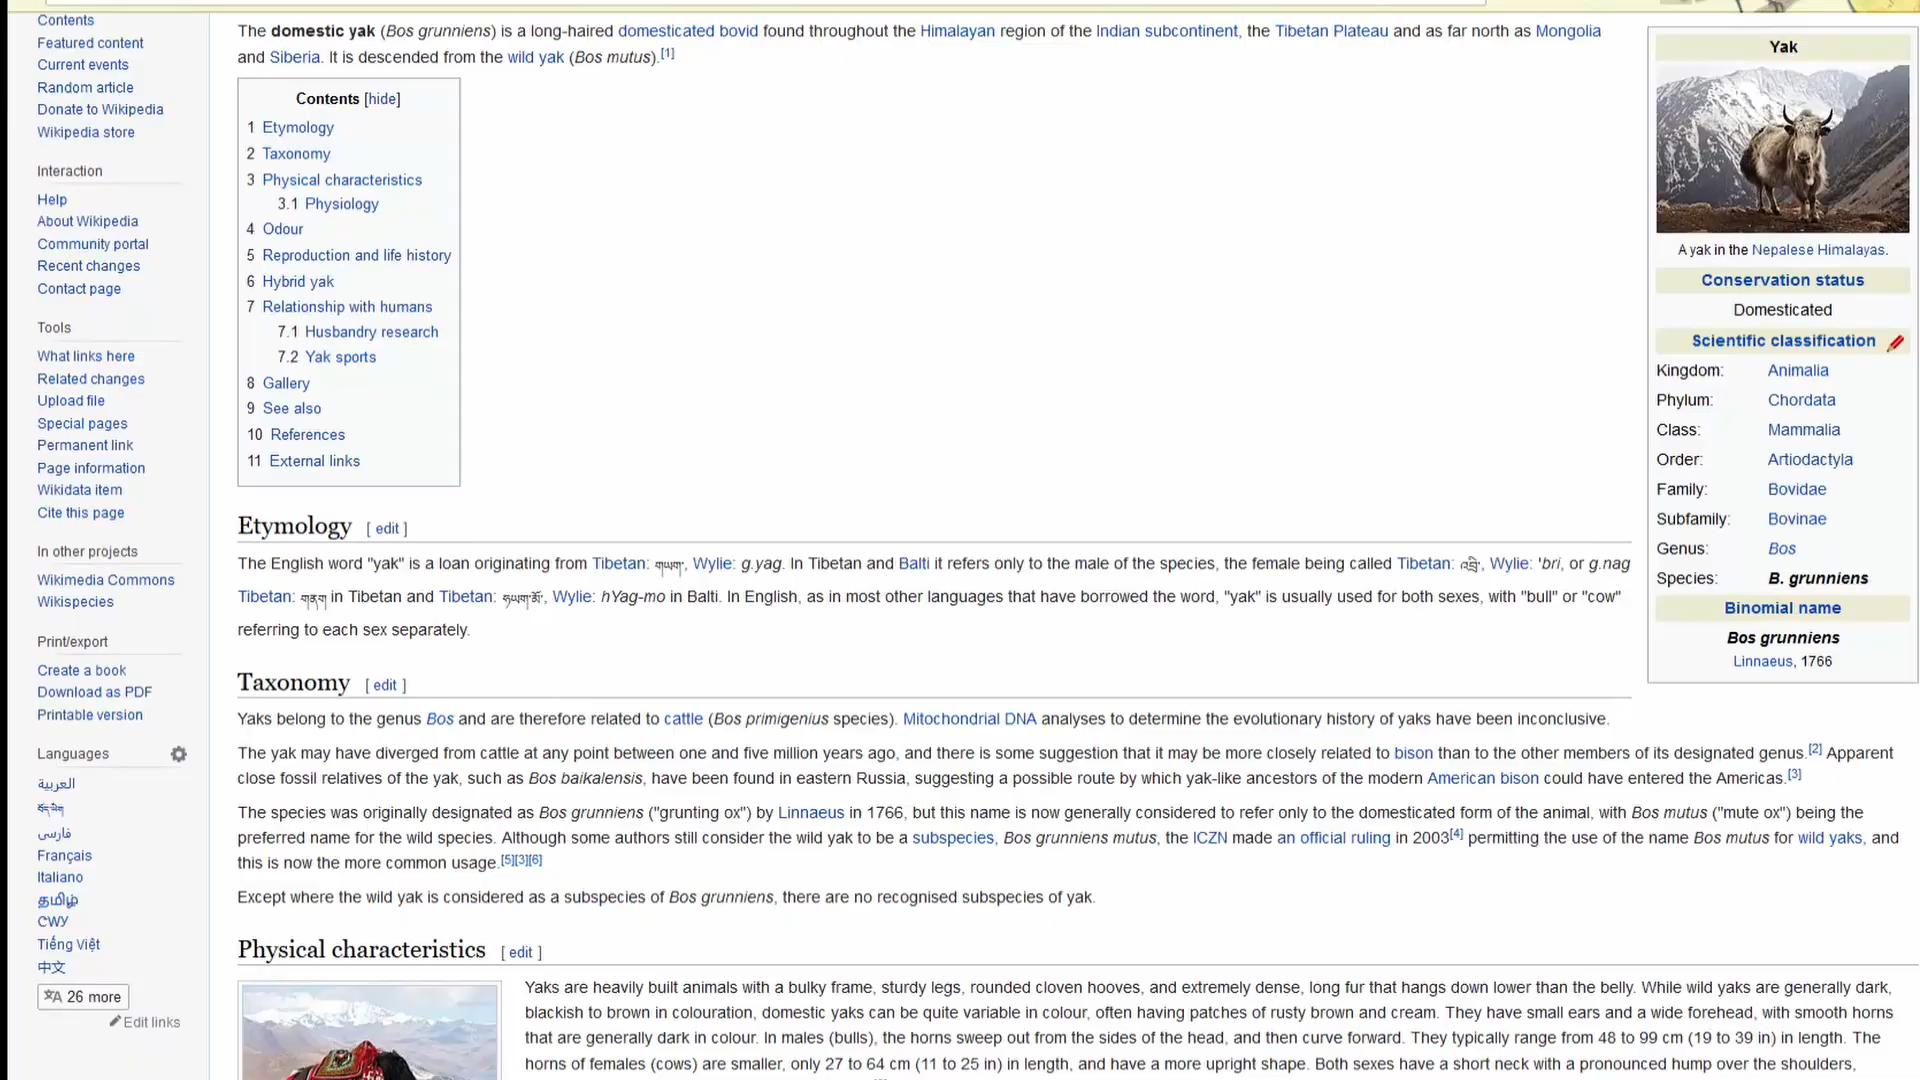 Contents
Featured content
Current events
Random article
Donate to Wikipedia
Wikipedia store
Interaction
Help
About Wikipedia
Community portal
Recent changes
Contact page
Tools
What links here
Related changes
Upload file
Special pages
Permanent link
Page information
Wikidata item
Cite this page
In other projects
Wikimedia Commons
Wikispecies
Print/export
Create a book
Download as PDF
Printable version
Languages
العربية
བོད་ཡིག
فارسی
Français
Italiano
தமிழ்
ᏣᎳᎩ
Tiếng Việt
中文
26 more
Edit links
The domestic yak (Bos grunniens) is a long-haired domesticated bovid found throughout the Himalayan region of the Indian subcontinent, the Tibetan Plateau and as far north as Mongolia
and Siberia. It is descended from the wild yak (Bos mutus).[1]
Contents [hide]
1 Etymology
2 Taxonomy
3 Physical characteristics
3.1 Physiology
4 Odour
5 Reproduction and life history
6 Hybrid yak
7 Relationship with humans
7.1 Husbandry research
7.2 Yak sports
8 Gallery
9 See also
10 References
11 External links
Etymology [ edit ]
The English word "yak" is a loan originating from Tibetan: གཡག་, Wylie: g.yag. In Tibetan and Balti it refers only to the male of the species, the female being called Tibetan: འབྲི་, Wylie: 'bri, or g.nag
Tibetan: གནག in Tibetan and Tibetan: ཧཡག་མོ་, Wylie: hYag-mo in Balti. In English, as in most other languages that have borrowed the word, "yak" is usually used for both sexes, with "bull" or "cow"
referring to each sex separately.
Taxonomy [ edit ]
Yaks belong to the genus Bos and are therefore related to cattle (Bos primigenius species). Mitochondrial DNA analyses to determine the evolutionary history of yaks have been inconclusive.
The yak may have diverged from cattle at any point between one and five million years ago, and there is some suggestion that it may be more closely related to bison than to the other members of its designated genus.[2] Apparent
close fossil relatives of the yak, such as Bos baikalensis, have been found in eastern Russia, suggesting a possible route by which yak-like ancestors of the modern American bison could have entered the Americas.[3]
The species was originally designated as Bos grunniens ("grunting ox") by Linnaeus in 1766, but this name is now generally considered to refer only to the domesticated form of the animal, with Bos mutus ("mute ox") being the
preferred name for the wild species. Although some authors still consider the wild yak to be a subspecies, Bos grunniens mutus, the ICZN made an official ruling in 2003[4] permitting the use of the name Bos mutus for wild yaks, and
this is now the more common usage.[5][3][6]
Except where the wild yak is considered as a subspecies of Bos grunniens, there are no recognised subspecies of yak.
Physical characteristics [ edit ]
Yaks are heavily built animals with a bulky frame, sturdy legs, rounded cloven hooves, and extremely dense, long fur that hangs down lower than the belly. While wild yaks are generally dark,
blackish to brown in colouration, domestic yaks can be quite variable in colour, often having patches of rusty brown and cream. They have small ears and a wide forehead, with smooth horns
that are generally dark in colour. In males (bulls), the horns sweep out from the sides of the head, and then curve forward. They typically range from 48 to 99 cm (19 to 39 in) in length. The
horns of females (cows) are smaller, only 27 to 64 cm (11 to 25 in) in length, and have a more upright shape. Both sexes have a short neck with a pronounced hump over the shoulders,
Yak
A yak in the Nepalese Himalayas.
Conservation status
Domesticated
Scientific classification
Kingdom: Animalia
Phylum: Chordata
Class: Mammalia
Order: Artiodactyla
Family: Bovidae
Subfamily: Bovinae
Genus: Bos
Species: B. grunniens
Binomial name
Bos grunniens
Linnaeus, 1766